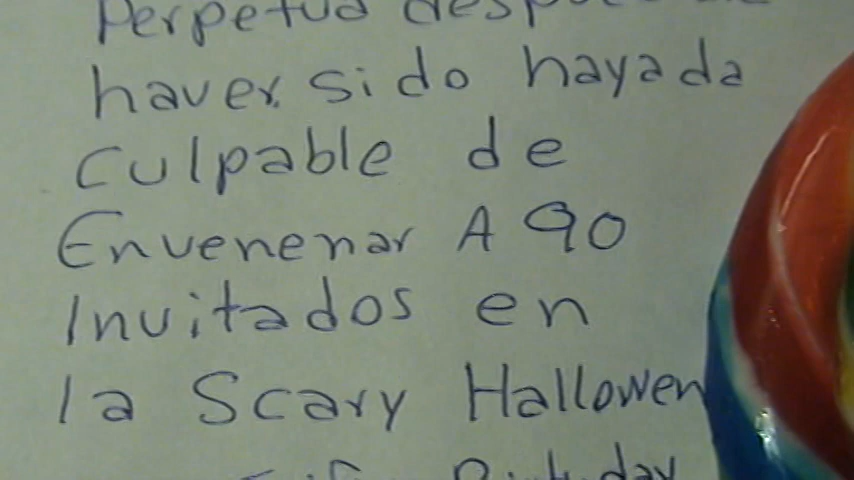 Perpetua
haver sido hayada
culpable de
Envenenar A 90
Invitados en
la Scary Hallowen